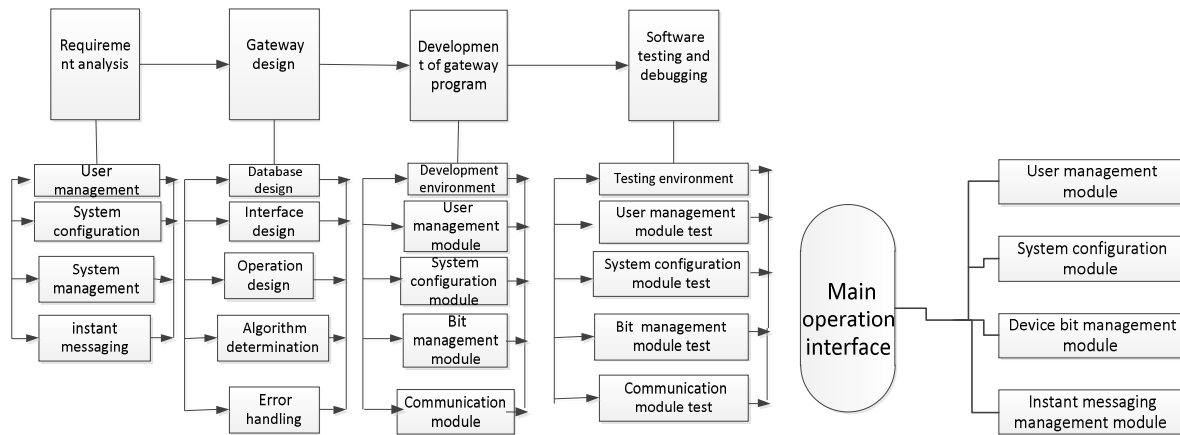 Requireme
nt analysis
Gateway
design
Developmen
t of gateway
program
Software
testing and
debugging
User
management
System
configuration
System
management
instant
messaging
Database
design
Interface
design
Operation
design
Algorithm
determination
Error
handling
Development
environment
User
management
module
System
configuration
module
Bit
management
module
Communication
module
Testing environment
User management
module test
System configuration
module test
Bit management
module test
Communication
module test
Main
operation
interface
User management
module
System configuration
module
Device bit management
module
Instant messaging
management module